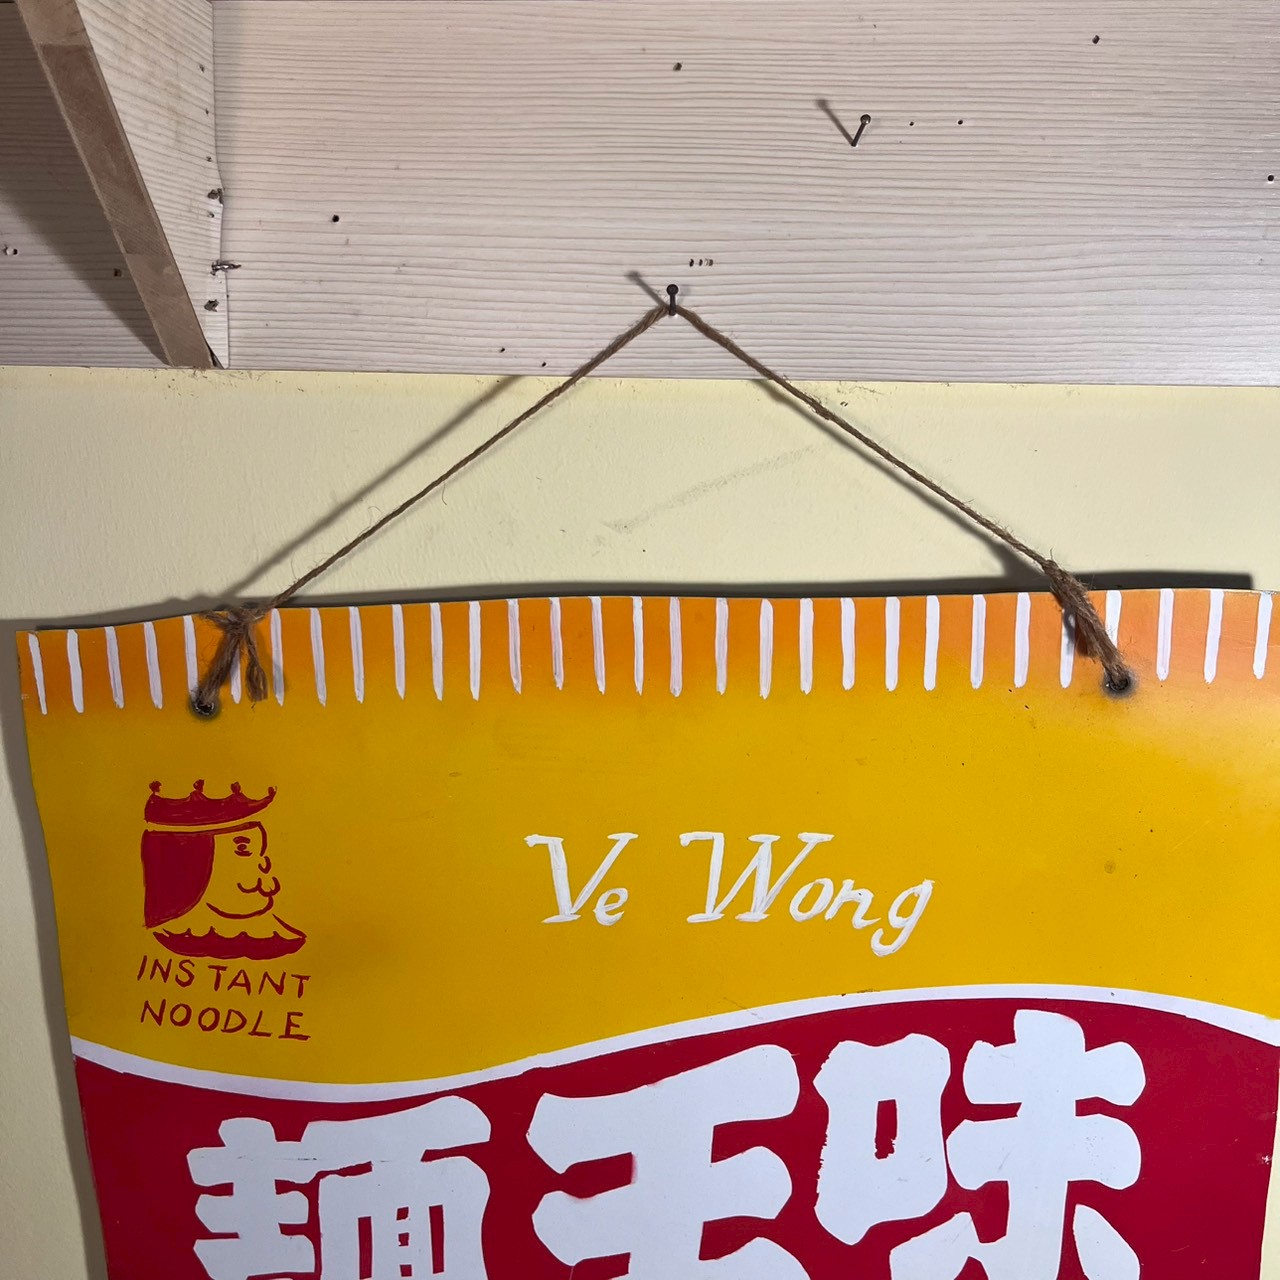 Ve Wong
INSTANT
NOODLE
味王麵